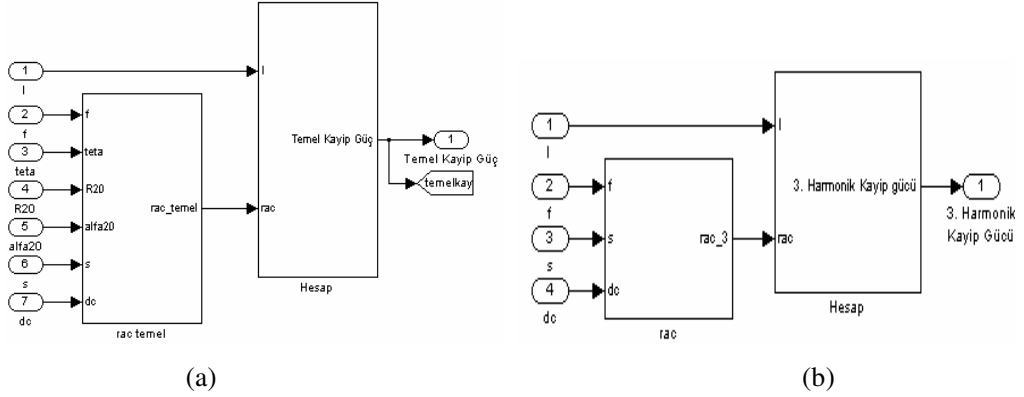 1
I
2
f
3
teta
4
R20
5
alfa20
6
s
7
dc
f
teta
R20
alfa20
s
dc
rac_temel
rac temel
I
rac
Temel Kayip Güç
Hesap
1
Temel Kayip Güç
temelkay
(a)
1
I
2
f
3
s
4
dc
f
s
dc
rac_3
rac
I
rac
3. Harmonik Kayip gücü
Hesap
1
3. Harmonik
Kayip Gücü
(b)